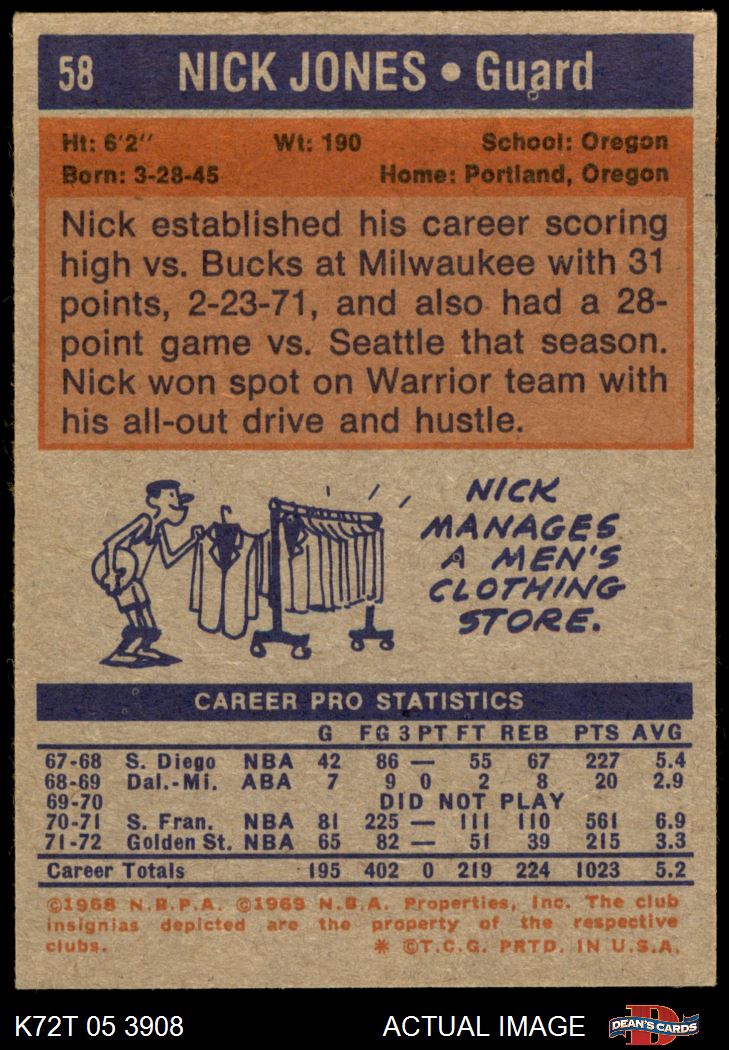 58 NICK JONES • Guard
Ht: 6'2" Wt: 190 School: Oregon
Born: 3-28-45 Home: Portland, Oregon
Nick established his career scoring
high vs. Bucks at Milwaukee with 31
points, 2-23-71, and also had a 28-
point game vs. Seattle that season.
Nick won spot on Warrior team with
his all-out drive and hustle.
NICK
MANAGES
A MEN'S
CLOTHING
STORE.
CAREER PRO STATISTICS
G FG 3 PT FT REB PTS AVG
67-68 S. Diego NBA 42 86 — 55 67 227 5.4
68-69 Dal.-Mi. ABA 7 9 0 2 8 20 2.9
69-70 DID NOT PLAY
70-71 S. Fran. NBA 81 225 — 111 110 561 6.9
71-72 Golden St. NBA 65 82 — 51 39 215 3.3
Career Totals 195 402 0 219 224 1023 5.2
©1968 N.B.P.A. ©1969 N.B.A. Properties, Inc. The club
insignias depicted are the property of the respective
clubs. * ©T.C.G. PRTD. IN U.S.A.
K72T 05 3908 ACTUAL IMAGE D DEAN'S CARDS